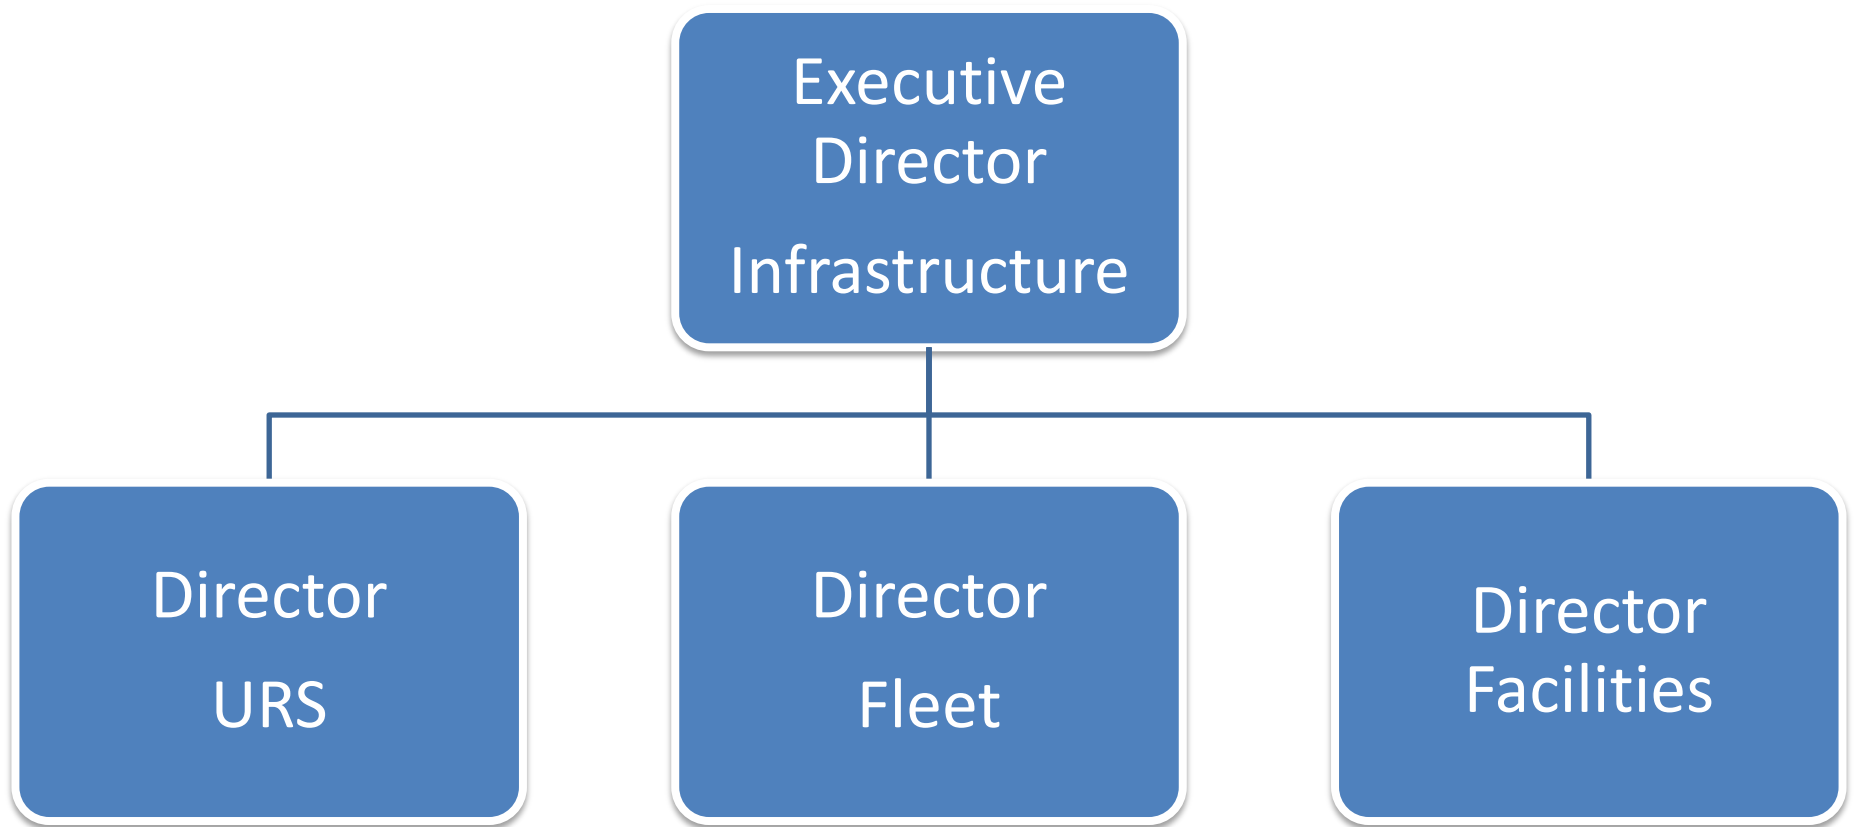 Executive
Director
Infrastructure
Director
URS
Director
Fleet
Director
Facilities